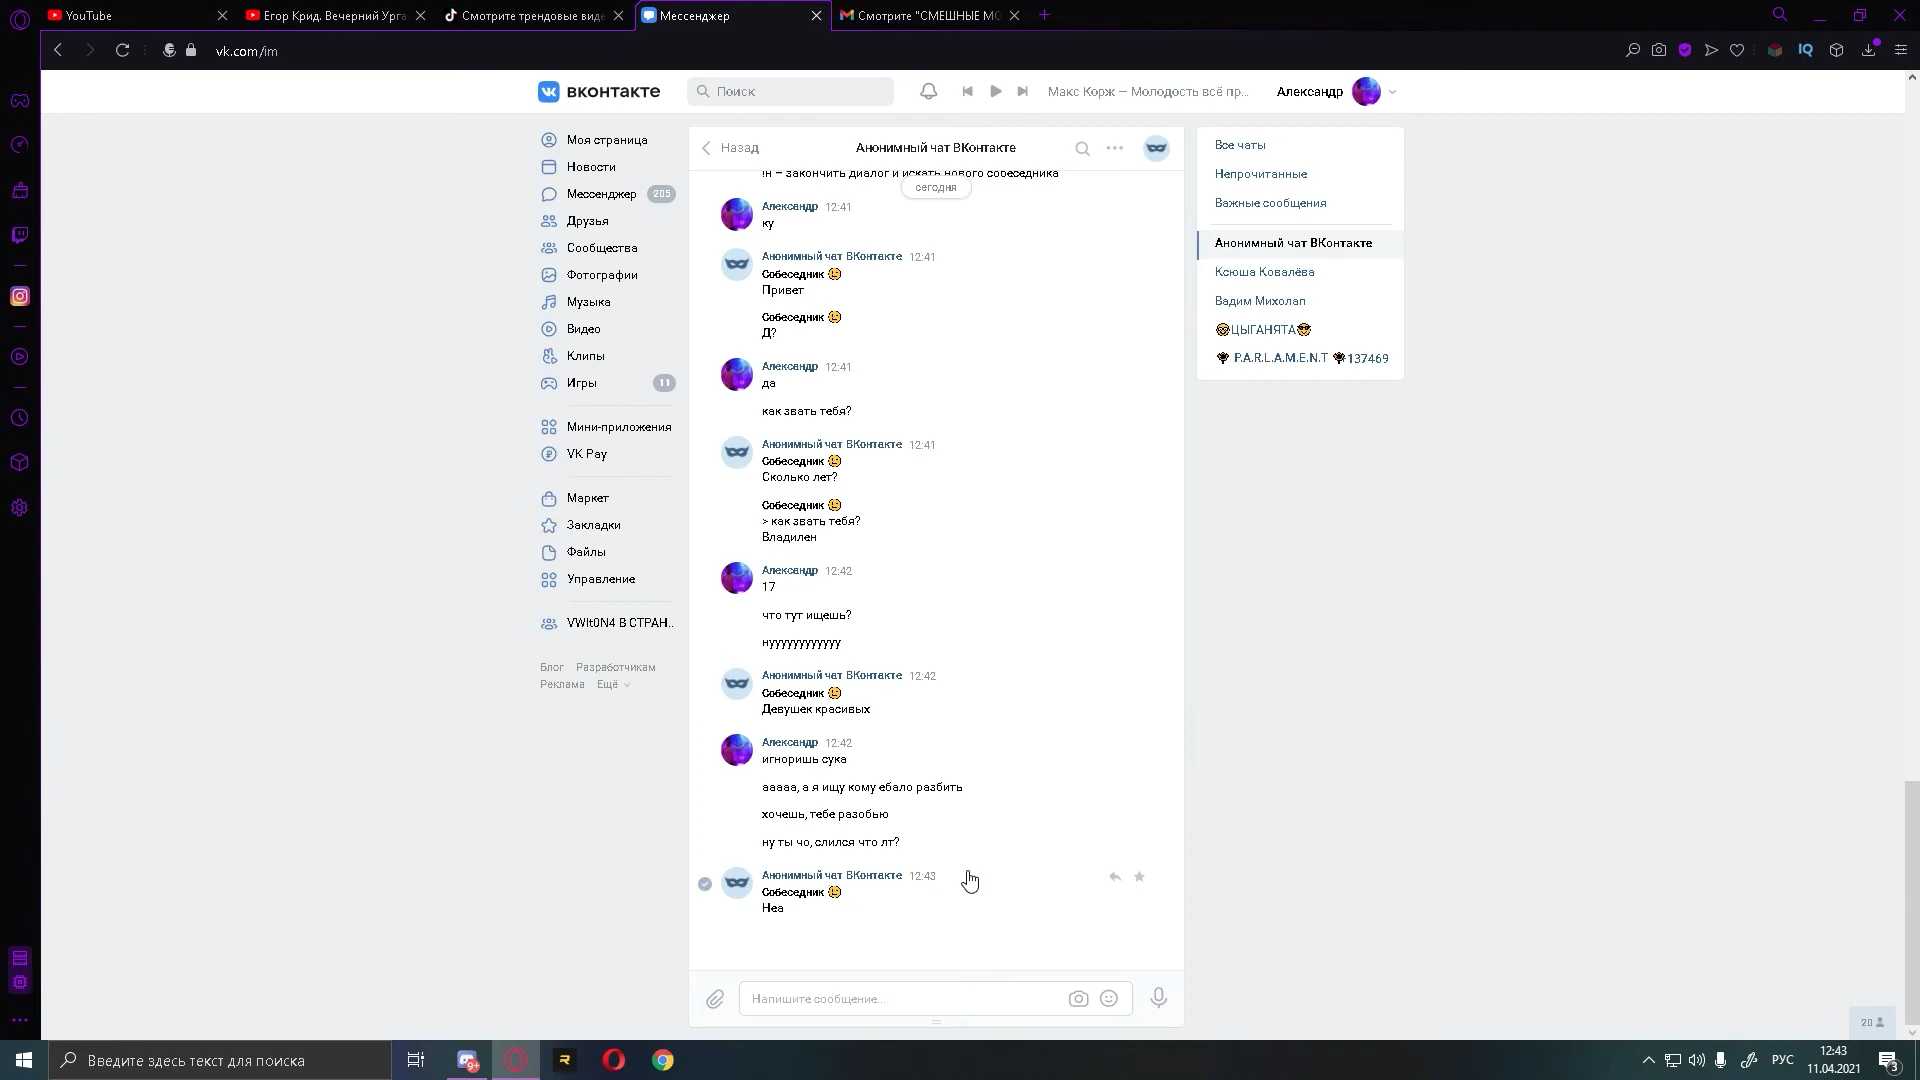 YouTube
Егор Крид. Вечерний Урга
Смотрите трендовые виде
Мессенджер
Смотрите "СМЕШНЫЕ МО
vk.com/im
IQ
вконтакте
Поиск
Макс Корж – Молодость всё пр...
Александр
Моя страница
Новости
Мессенджер 205
Друзья
Сообщества
Фотографии
Музыка
Видео
Клипы
Игры 11
Мини-приложения
VK Pay
Маркет
Закладки
Файлы
Управление
VWIt0N4 В СТРАН..
Блог Разработчикам
Реклама Ещё
Назад
Анонимный чат ВКонтакте
!н – закончить диалог и искать нового собеседника
сегодня
Александр 12:41
ку
Анонимный чат ВКонтакте 12:41
Собеседник
Привет
Собеседник
Д?
Александр 12:41
да
как звать тебя?
Анонимный чат ВКонтакте 12:41
Собеседник
Сколько лет?
Собеседник
> как звать тебя?
Владилен
Александр 12:42
17
что тут ищешь?
нуууууууууууу
Анонимный чат ВКонтакте 12:42
Собеседник
Девушек красивых
Александр 12:42
игноришь сука
ааааа, а я ищу кому ебало разбить
хочешь, тебе разобью
ну ты чо, слился что лт?
Анонимный чат ВКонтакте 12:43
Собеседник
Неа
Напишите сообщение...
Все чаты
Непрочитанные
Важные сообщения
Анонимный чат ВКонтакте
Ксюша Ковалёва
Вадим Михолап
ЦЫГАНЯТА
P.A.R.L.A.M.E.N.T 137469
20
Введите здесь текст для поиска
9+
R
РУС
12:43
11.04.2021
3